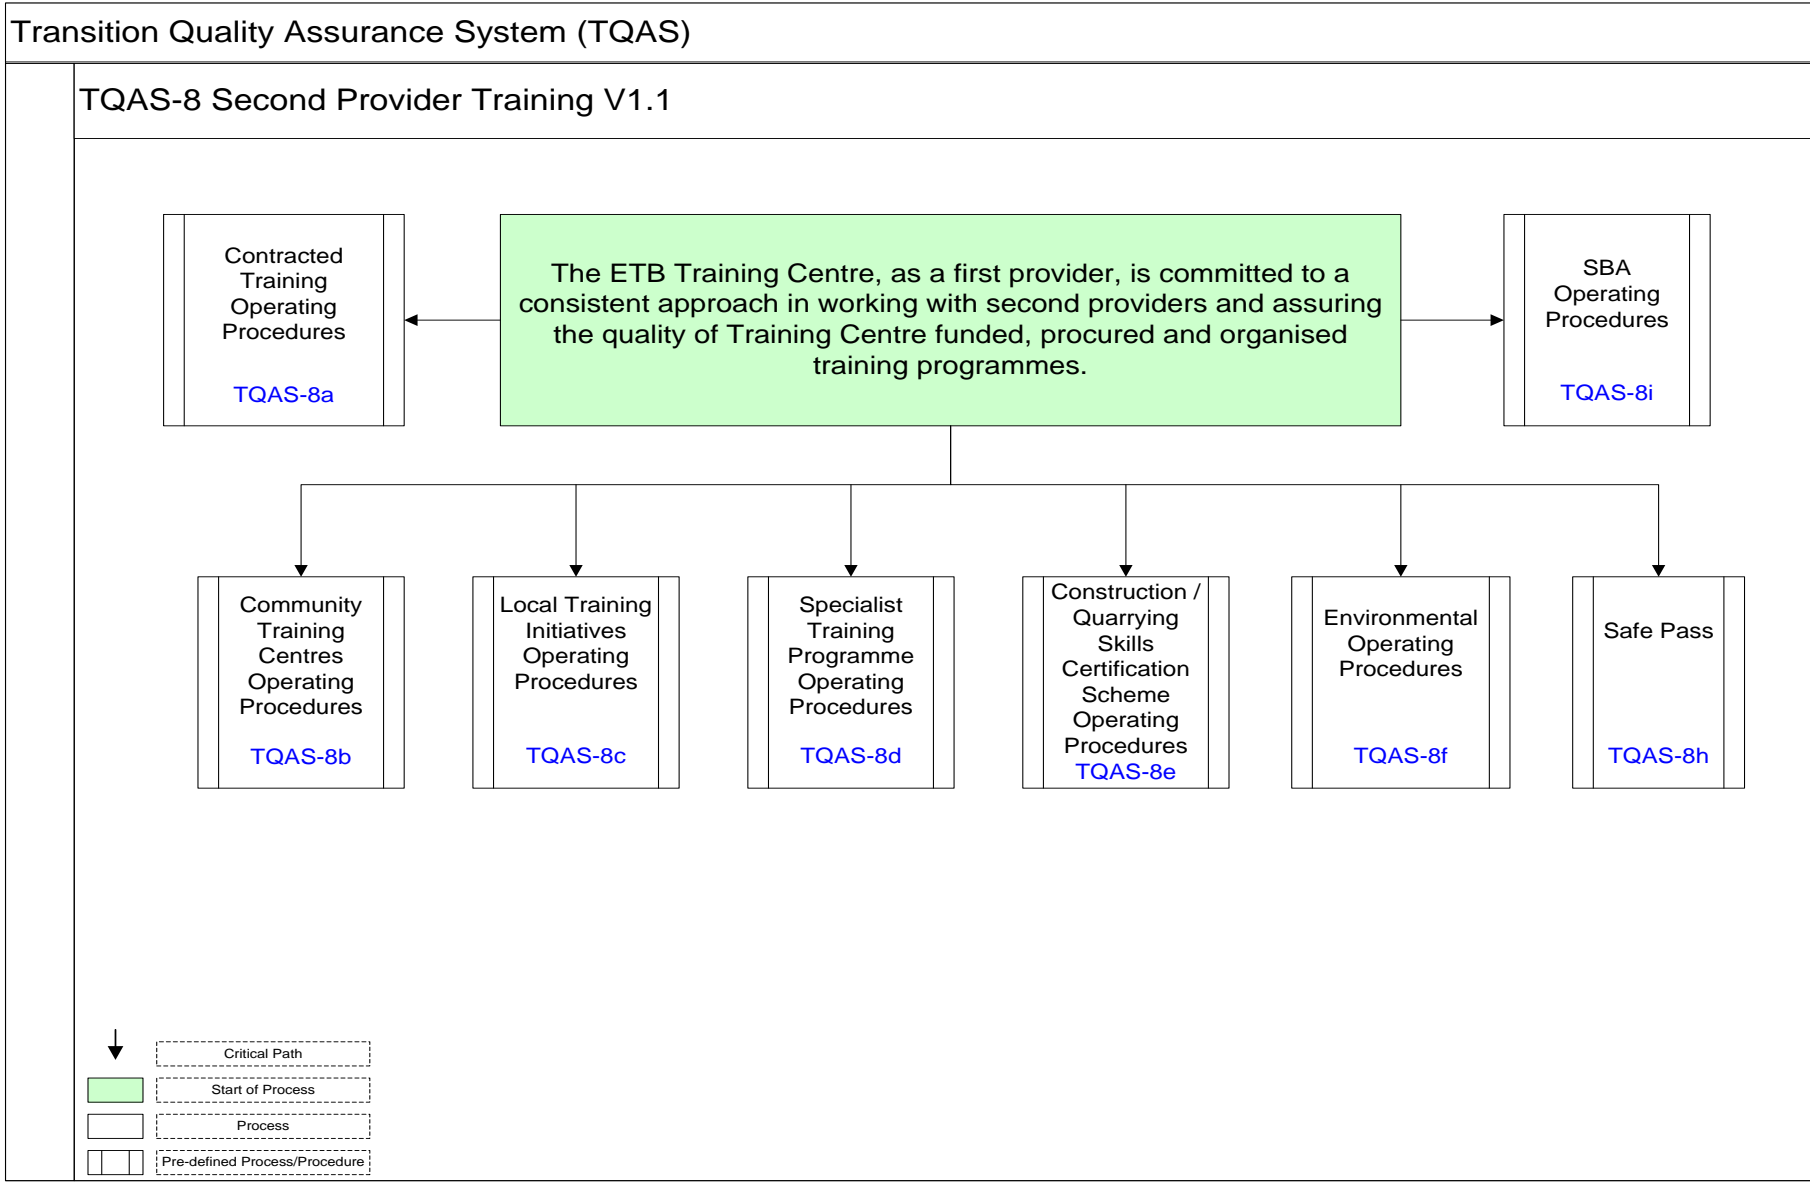 Transition Quality Assurance System (TQAS)
TQAS-8 Second Provider Training V1.1
Contracted
Training
Operating
Procedures
TQAS-8a
The ETB Training Centre, as a first provider, is committed to a
consistent approach in working with second providers and assuring
the quality of Training Centre funded, procured and organised
training programmes.
SBA
Operating
Procedures
TQAS-8i
Community
Training
Centres
Operating
Procedures
TQAS-8b
Local Training
Initiatives
Operating
Procedures
TQAS-8c
Specialist
Training
Programme
Operating
Procedures
TQAS-8d
Construction /
Quarrying
Skills
Certification
Scheme
Operating
Procedures
TQAS-8e
Environmental
Operating
Procedures
TQAS-8f
Safe Pass
TQAS-8h
Critical Path
Start of Process
Process
Pre-defined Process/Procedure